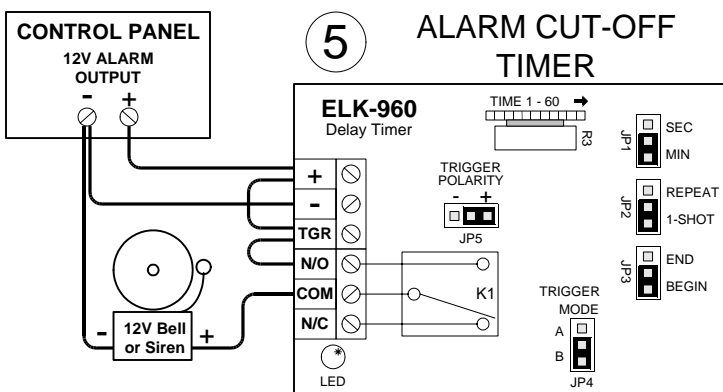 CONTROL PANEL
12V ALARM
OUTPUT
- +
5
ALARM CUT-OFF
TIMER
ELK-960
Delay Timer
TIME 1 - 60
R3
JP1
SEC
MIN
TRIGGER
POLARITY
- +
JP5
JP2
REPEAT
1-SHOT
JP3
END
BEGIN
+
-
TGR
N/O
COM
N/C
K1
TRIGGER
MODE
A
B
JP4
LED
- 12V Bell +
or Siren